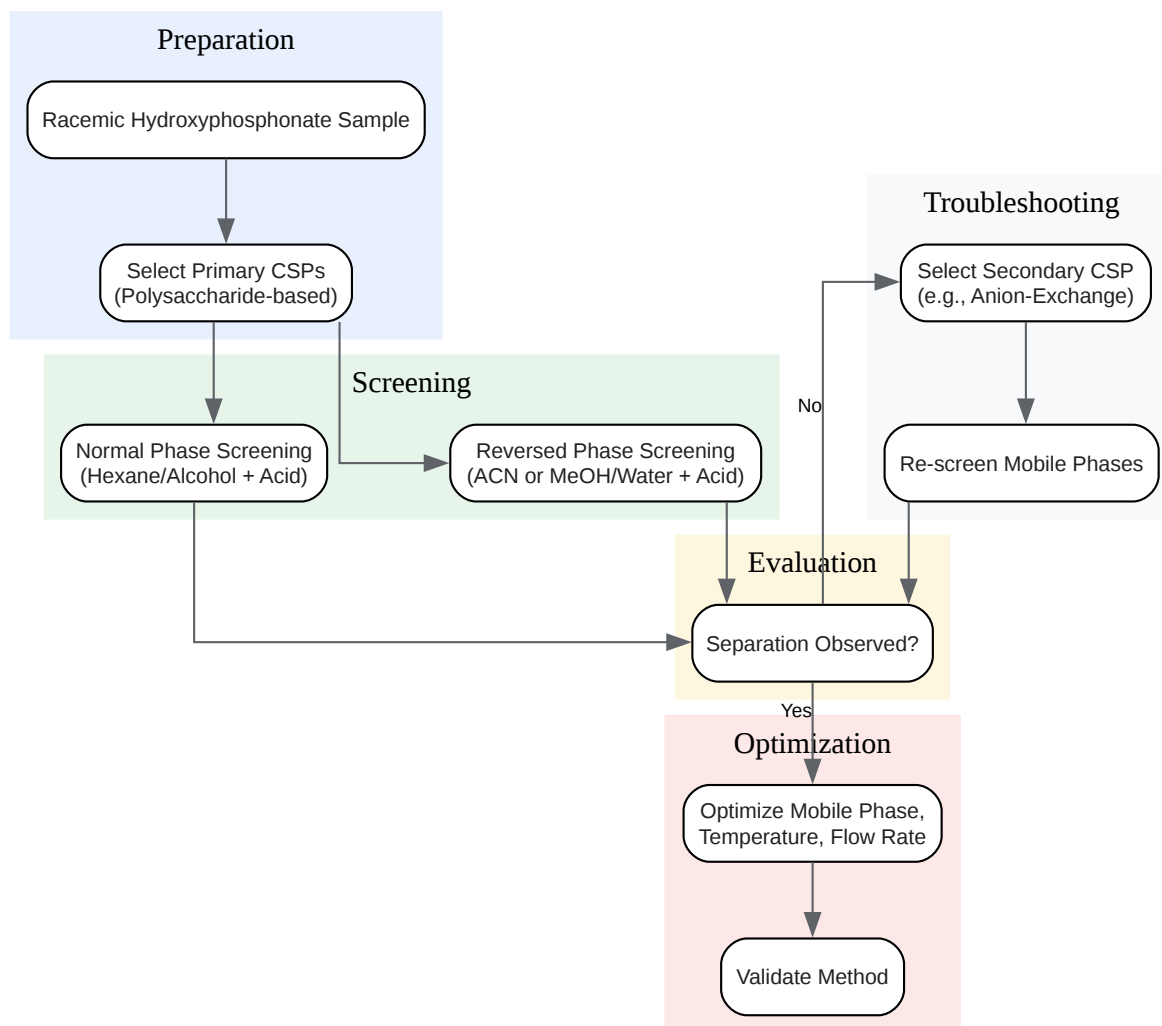 Preparation
Racemic Hydroxyphosphonate Sample
Select Primary CSPs
(Polysaccharide-based)
Screening
Normal Phase Screening
(Hexane/Alcohol + Acid)
Reversed Phase Screening
(ACN or MeOH/Water + Acid)
Troubleshooting
Select Secondary CSP
(e.g., Anion-Exchange)
Re-screen Mobile Phases
No
Evaluation
Separation Observed?
Yes
Optimization
Optimize Mobile Phase,
Temperature, Flow Rate
Validate Method